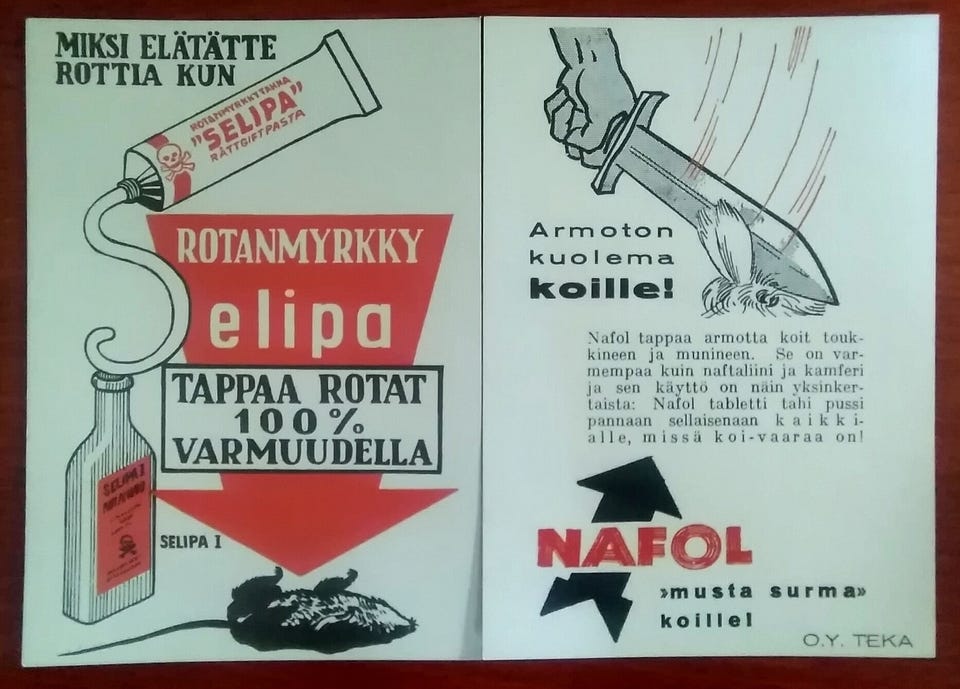 MIKSI ELÄTÄTTE
ROTTIA KUN
ROTANMYRKKYTAHNA
"SELIPA"
RÅTTGIFTPASTA
ROTANMYRKKY
Selipa
TAPPAA ROTAT
100%
VARMUUDELLA
SELIPA I
SELIPA I
Armoton
kuolema
koille!
Nafol tappaa armotta koit touk-
kineen ja munineen. Se on var-
mempaa kuin naftaliini ja kamferi
ja sen käyttö on näin yksinker-
taista: Nafol tabletti tahi pussi
pannaan sellaisenaan kaikki-
alle, missä koi-vaaraa on!
NAFOL
»musta surma»
koille!
O.Y. TEKA